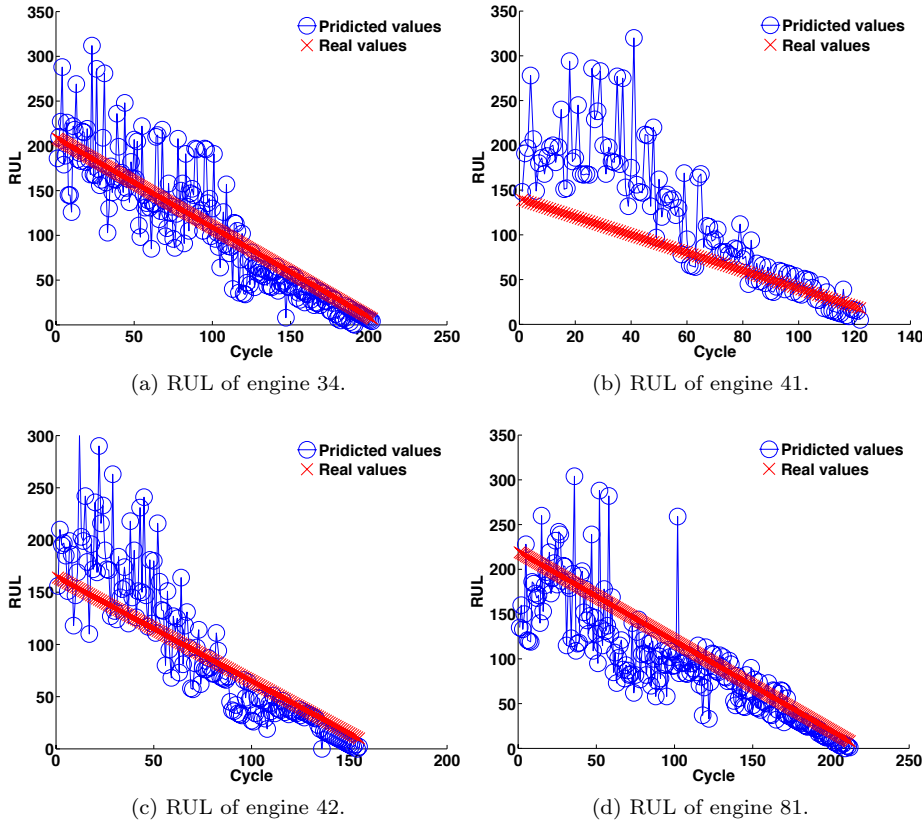 350
300
250
200
150
100
50
0
RUL
0 50 100 150 200 250
Cycle
Pridicted values
Real values
(a) RUL of engine 34.
350
300
250
200
150
100
50
0
RUL
0 20 40 60 80 100 120 140
Cycle
Pridicted values
Real values
(b) RUL of engine 41.
300
250
200
150
100
50
0
RUL
0 50 100 150 200
Cycle
Pridicted values
Real values
(c) RUL of engine 42.
350
300
250
200
150
100
50
0
RUL
0 50 100 150 200 250
Cycle
Pridicted values
Real values
(d) RUL of engine 81.